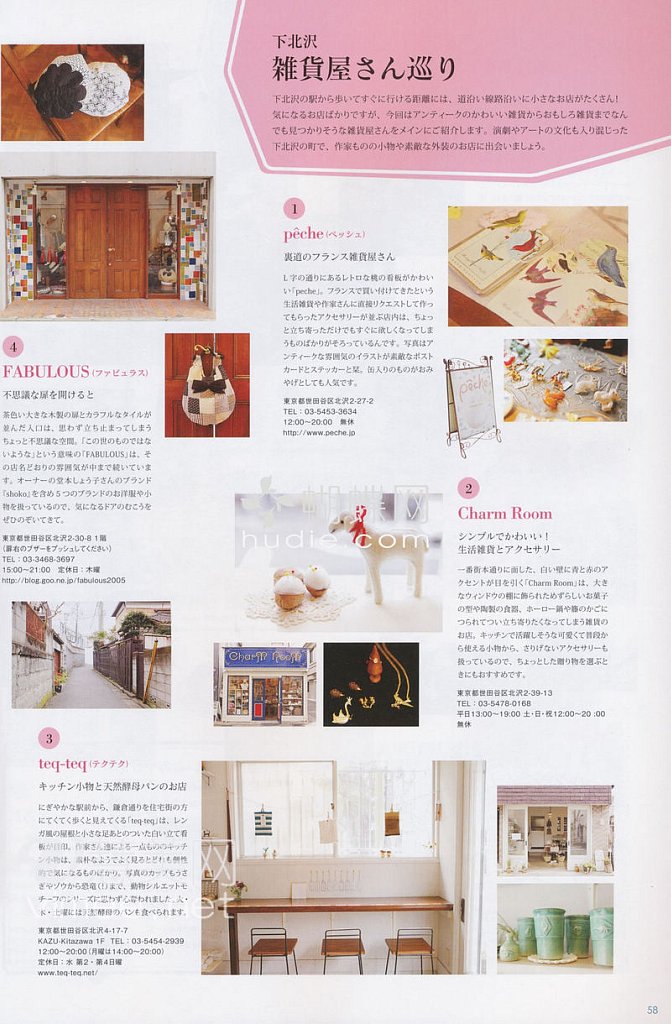 下北沢
雑貨屋さん巡り
下北沢の駅から歩いてすぐに行ける距離には、道沿い線路沿いに小さなお店がたくさん!
気になるお店ばかりですが、今回はアンティークのかわいい雑貨からおもしろ雑貨までなん
でも見つかりそうな雑貨屋さんをメインにご紹介します。演劇やアートの文化も入り混じった
下北沢の町で、作家ものの小物や素敵な外装のお店に出会いましょう。
1
pêche(ペッシェ)
裏道のフランス雑貨屋さん
L字の通りにあるレトロな桃の看板がかわい
い「peche」。フランスで買い付けてきたという
生活雑貨や作家さんに直接リクエストして作っ
てもらったアクセサリーが並ぶ店内は、ちょっ
と立ち寄っただけでもすぐに欲しくなってしま
うものばかりがそろっているんです。写真はア
ンティークな雰囲気のイラストが素敵なポスト
カードとステッカーと栞。缶入りのものがおみ
やげとしても人気です。
東京都世田谷区北沢2-27-2
TEL:03-5453-3634
12:00〜20:00 無休
http://www.peche.jp
pêche
4
FABULOUS(ファビュラス)
不思議な扉を開けると
茶色い大きな木製の扉とカラフルなタイルが
並んだ入口は、思わず立ち止まってしまう
ちょっと不思議な空間。「この世のものではな
いような」という意味の「FABULOUS」は、そ
の店名どおりの雰囲気が中まで続いていま
す。オーナーの堂本しょう子さんのブランド
「shoko」を含め5つのブランドのお洋服や小
物を扱っているので、気になるドアのむこうを
ぜひのぞいてきて。
東京都世田谷区北沢2-30-8 1階
(扉右のブザーをプッシュしてください)
TEL:03-3468-3697
15:00〜21:00 定休日:木曜
http://blog.goo.ne.jp/fabulous2005
蝴蝶网
hudie.com
2
Charm Room
シンプルでかわいい!
生活雑貨とアクセサリー
一番街本通りに面した、白い壁に青と赤のア
クセントが目を引く「Charm Room」は、大き
なウィンドウの棚に飾られためずらしいお菓子
の型や陶製の食器、ホーロー鍋や籐のかごに
つられてつい立ち寄りたくなってしまう雑貨の
お店。キッチンで活躍しそうな可愛くて普段か
ら使える小物から、さりげないアクセサリーも
扱っているので、ちょっとした贈り物を選ぶと
きにもおすすめです。
東京都世田谷区北沢2-39-13
TEL:03-5478-0168
平日13:00〜19:00 土・日・祝12:00〜20:00
無休
CharM RooM
3
teq-teq(テクテク)
キッチン小物と天然酵母パンのお店
にぎやかな駅前から、鎌倉通りを住宅街の方
にてくてく歩くと見えてくる「teq-teq」は、レン
ガ風の屋根と小さな足あとのついた白い立て看
板が目印。作家さん達による一点もののキッチ
ン小物は、素朴なようでよく見るとどれも個性
的で気になるものばかり。写真のカップもうさ
ぎやゾウから恐竜(!)まで、動物シルエットモ
チーフのシリーズに思わず心奪われました。火・
木・土曜には天然酵母のパンも食べられます。
東京都世田谷区北沢4-17-7
KAZU-Kitazawa 1F TEL:03-5454-2939
12:00〜20:00(月曜は14:00〜20:00)
定休日:水 第2・第4日曜
www.teq-teq.net/
58